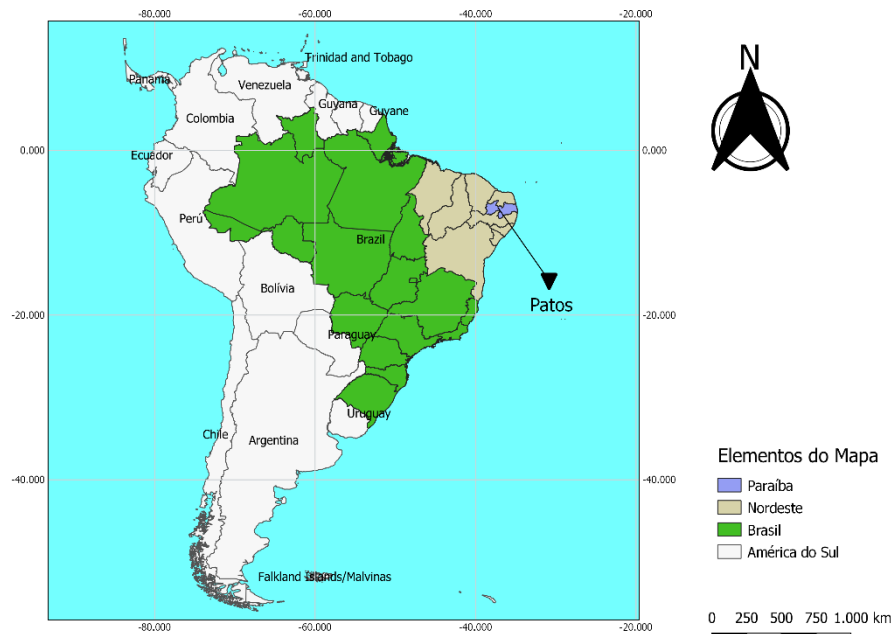 -80.000 -60.000 -40.000 -20.000
N
Trinidad and Tobago
Panama
Venezuela
Guyana
Guyane
Colombia
0.000 0.000
Ecuador
Perú
Brazil
Bolívia
Patos
-20.000 -20.000
Paraguay
Uruguay
Chile
Argentina
Elementos do Mapa
-40.000 -40.000
Paraíba
Nordeste
Brasil
América do Sul
Falkland Islands/Malvinas
0 250 500 750 1.000 km
-80.000 -60.000 -40.000 -20.000